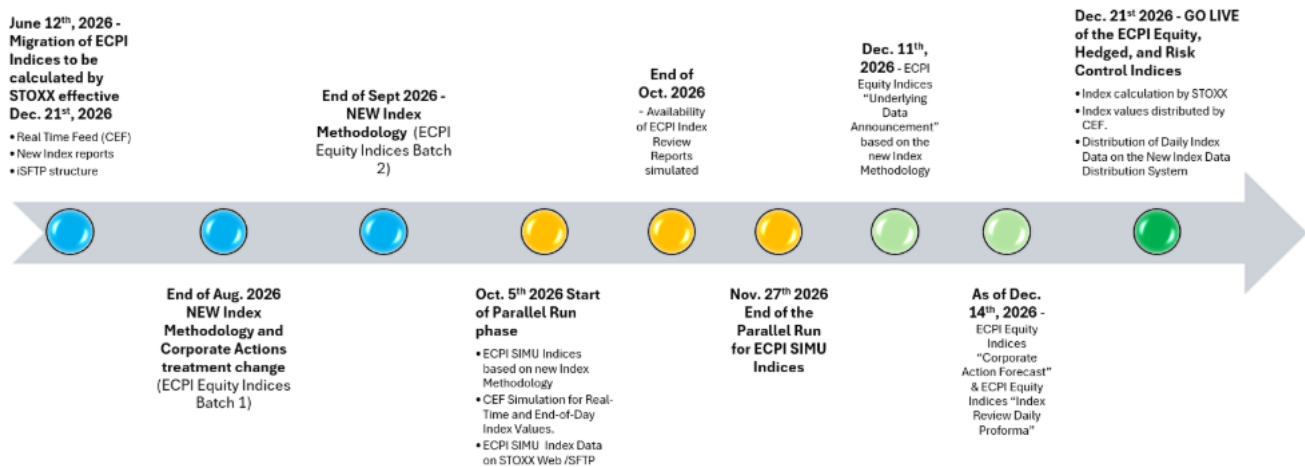 June 12th, 2026 -
Migration of ECPI
Indices to be
calculated by
STOXX effective
Dec. 21st, 2026
• Real Time Feed (CEF)
• New Index reports
• iSFTP structure
End of Aug. 2026
NEW Index
Methodology and
Corporate Actions
treatment change
(ECPI Equity Indices
Batch 1)
End of Sept 2026 -
NEW Index
Methodology (ECPI
Equity Indices Batch
2)
Oct. 5th 2026 Start
of Parallel Run
phase
• ECPI SIMU Indices
based on new Index
Methodology
• CEF Simulation for Real-
Time and End-of-Day
Index Values.
• ECPI SIMU Index Data
on STOXX Web /SFTP
End of
Oct. 2026
- Availability
of ECPI Index
Review
Reports
simulated
Nov. 27th 2026
End of the
Parallel Run
for ECPI SIMU
Indices
Dec. 11th,
2026 - ECPI
Equity Indices
“Underlying
Data
Announcement”
based on the
new Index
Methodology
As of Dec.
14th, 2026 -
ECPI Equity
Indices
“Corporate
Action Forecast”
& ECPI Equity
Indices “Index
Review Daily
Proforma”
Dec. 21st 2026 - GO LIVE
of the ECPI Equity,
Hedged, and Risk
Control Indices
• Index calculation by STOXX
• Index values distributed by
CEF.
• Distribution of Daily Index
Data on the New Index Data
Distribution System